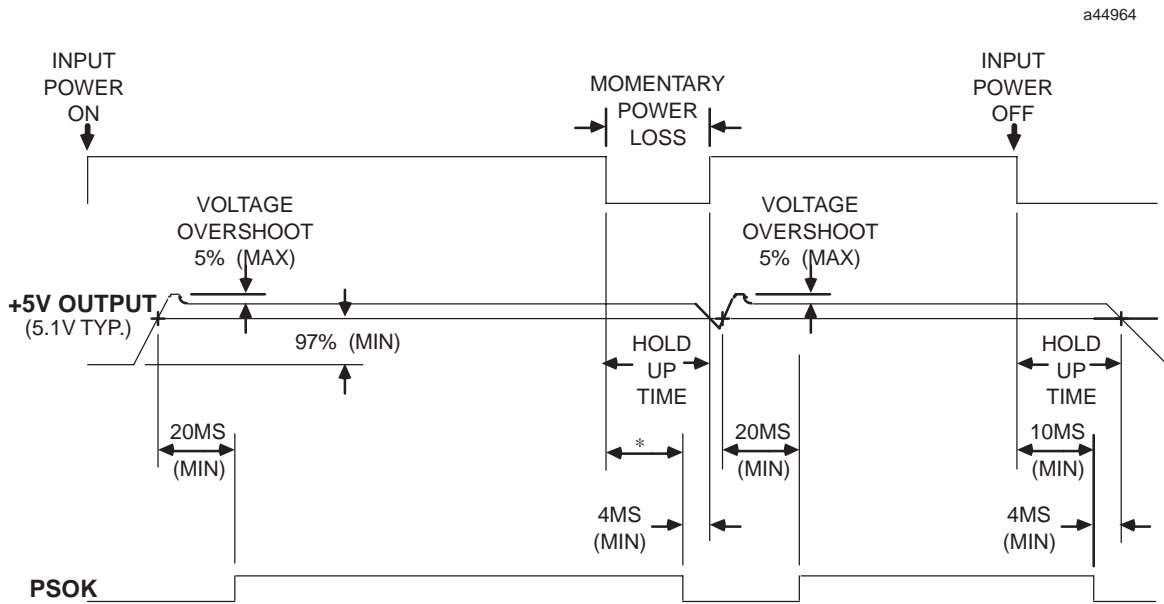 a44964
INPUT
POWER
ON
MOMENTARY
POWER
LOSS
INPUT
POWER
OFF
VOLTAGE
OVERSHOOT
5% (MAX)
VOLTAGE
OVERSHOOT
5% (MAX)
+5V OUTPUT
(5.1V TYP.)
97% (MIN)
HOLD
UP
TIME
HOLD
UP
TIME
20MS
(MIN)
*
20MS
(MIN)
10MS
(MIN)
4MS
(MIN)
4MS
(MIN)
PSOK